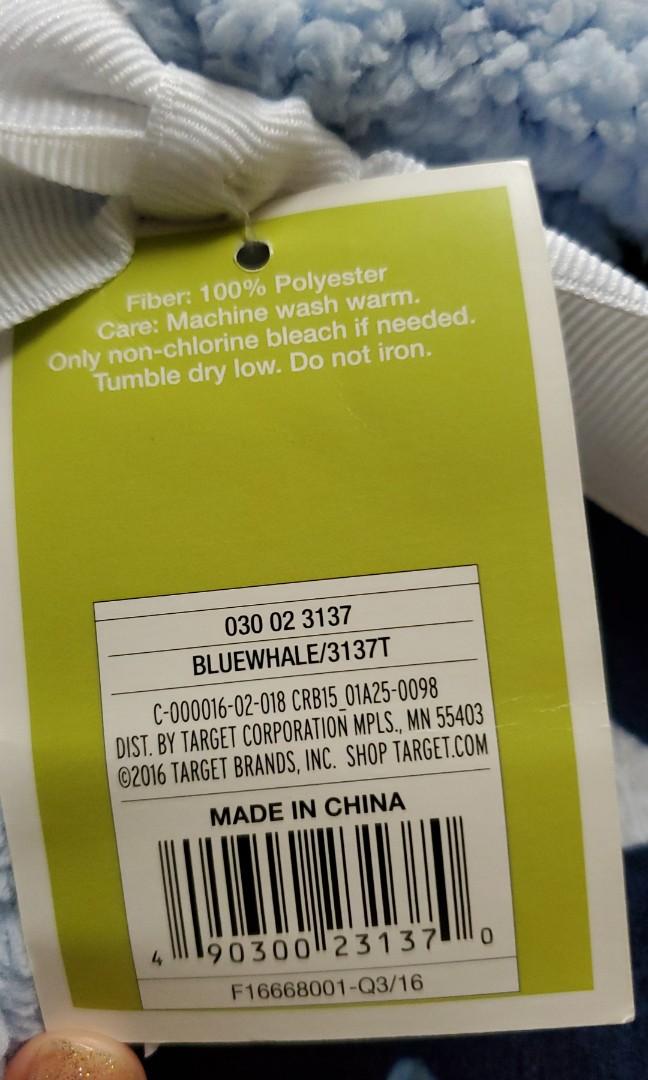 Fiber: 100% Polyester
Care: Machine wash warm.
Only non-chlorine bleach if needed.
Tumble dry low. Do not iron.
030 02 3137
BLUEWHALE/3137T
C-000016-02-018 CRB15_01A25-0098
DIST. BY TARGET CORPORATION MPLS., MN 55403
©2016 TARGET BRANDS, INC. SHOP TARGET.COM
MADE IN CHINA
4 90300 23137 0
F16668001-Q3/16